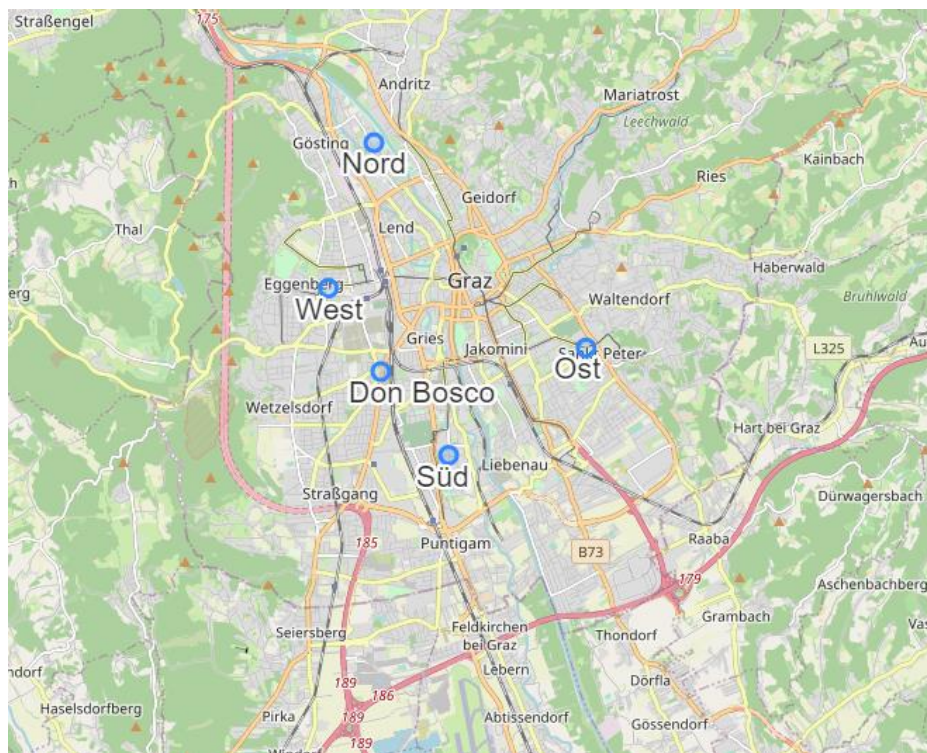 Straßengel
175
Andritz
Mariatrost
Leechwald
Gösting
Nord
Kainbach
Ries
Geidorf
Lend
Thal
Haberwald
Eggenberg
Graz
West
Waltendorf
Bruhlwald
Gries
Jakomini
Sankt Peter
L325
Ost
Don Bosco
Wetzelsdorf
Hart bei Graz
Süd
Liebenau
Straßgang
Dürwagersbach
185
Puntigam
B73
Raaba
179
Aschenbachberg
Grambach
Seiersberg
Feldkirchen
bei Graz
Thondorf
Lebern
189
186
Dörfla
Haselsdorfberg
Pirka
189
Abtissendorf
Gössendorf
189